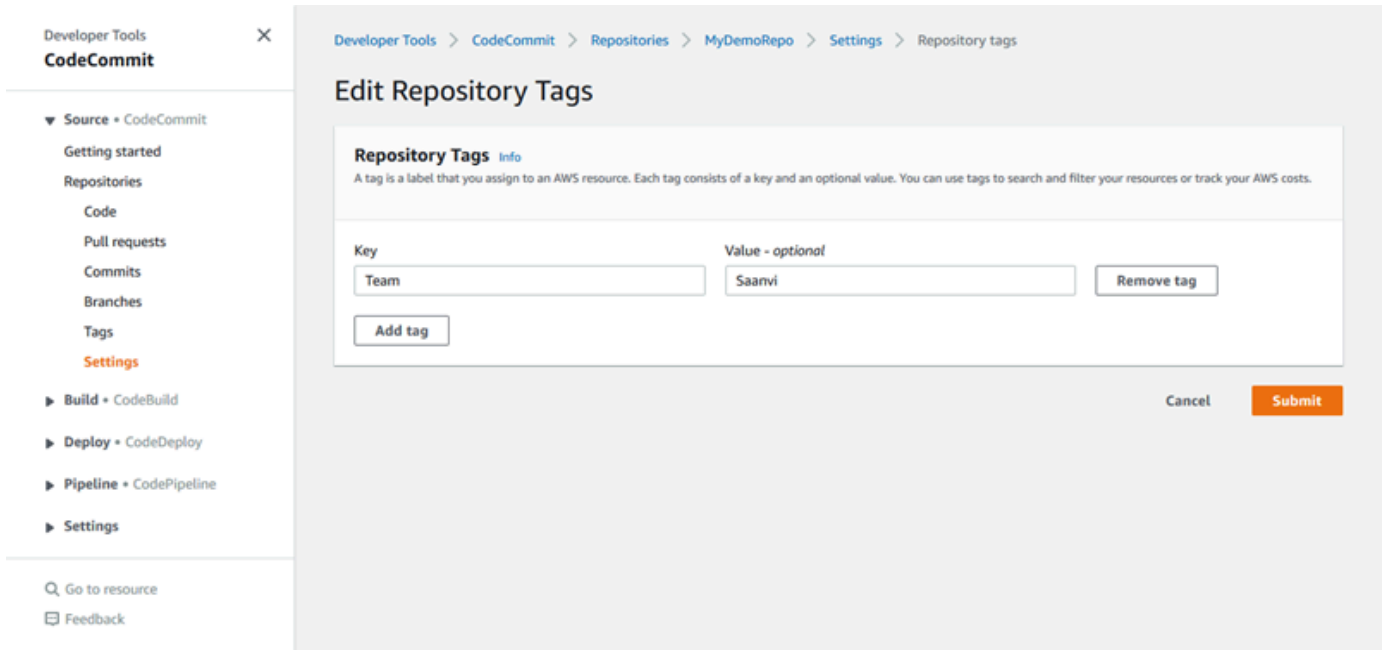 Developer Tools
CodeCommit
Source • CodeCommit
Getting started
Repositories
Code
Pull requests
Commits
Branches
Tags
Settings
Build • CodeBuild
Deploy • CodeDeploy
Pipeline • CodePipeline
Settings
Go to resource
Feedback
Developer Tools > CodeCommit > Repositories > MyDemoRepo > Settings > Repository tags
Edit Repository Tags
Repository Tags Info
A tag is a label that you assign to an AWS resource. Each tag consists of a key and an optional value. You can use tags to search and filter your resources or track your AWS costs.
Key Value - optional
Team Saanvi Remove tag
Add tag
Cancel Submit